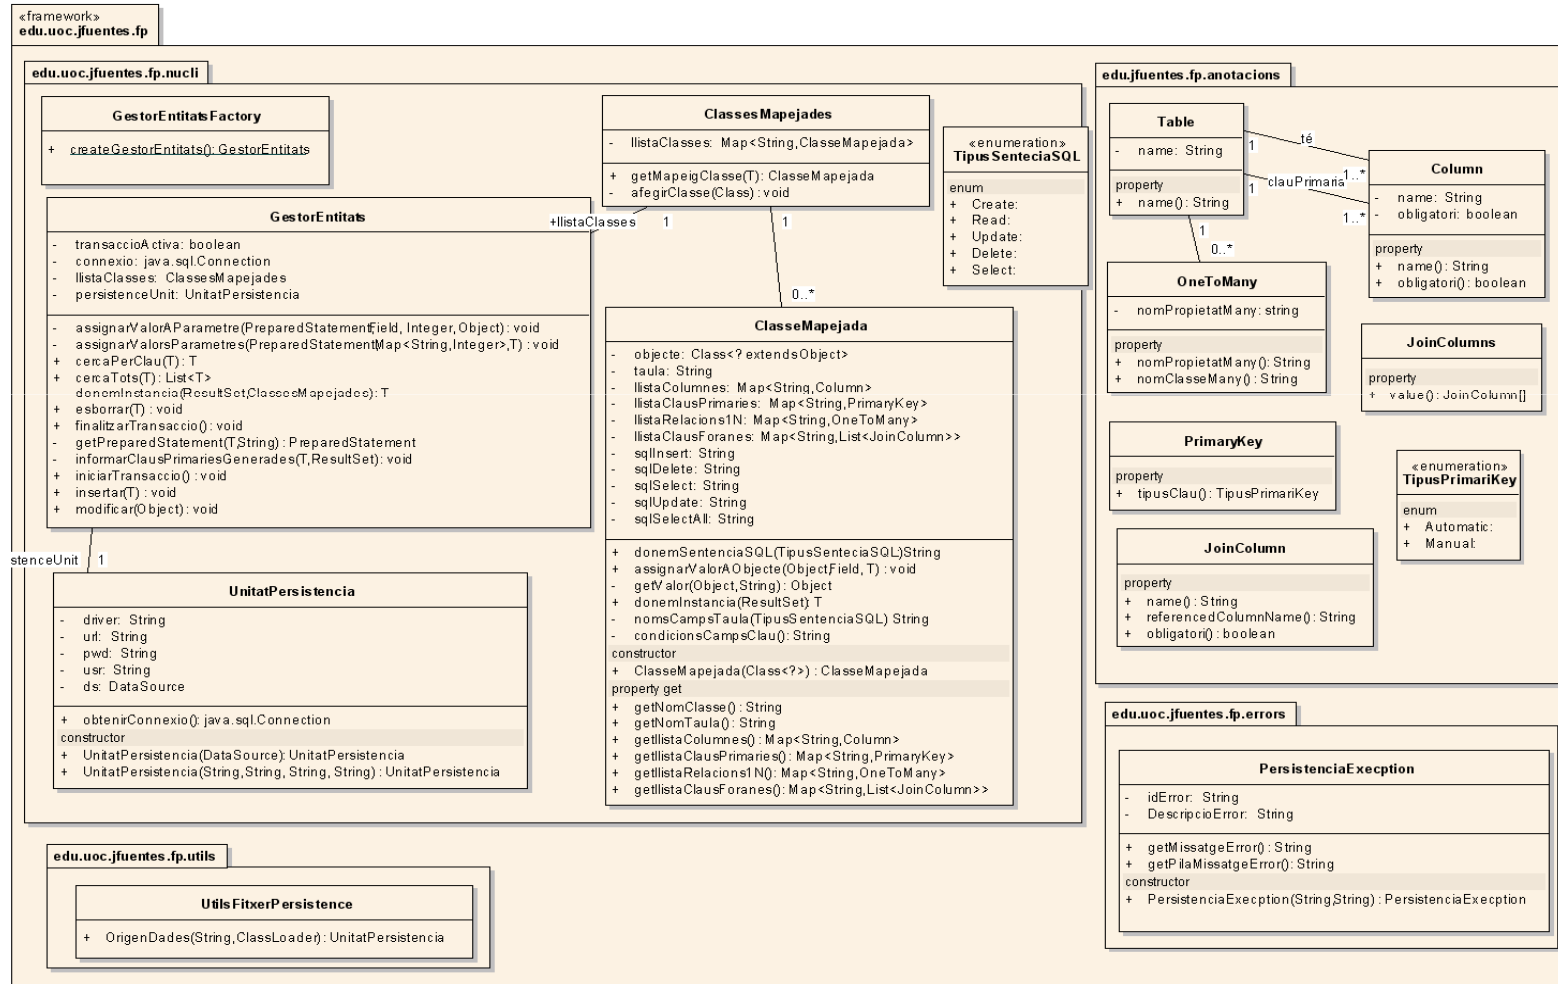 «framework»
edu.uoc.jfuentes.fp
edu.uoc.jfuentes.fp.nucli
GestorEntitatsFactory
+ createGestorEntitats(): GestorEntitats
ClassesMapejades
- llistaClasses: Map<String,ClasseMapejada>
+ getMapeigClasse(T): ClasseMapejada
- afegirClasse(Class) : void
«enumeration»
TipusSenteciaSQL
enum
+ Create:
+ Read:
+ Update:
+ Delete:
+ Select:
GestorEntitats
- transaccioActiva: boolean
- connexio: java.sql.Connection
- llistaClasses: ClassesMapejades
- persistenceUnit: UnitatPersistencia
- assignarValorAParametre(PreparedStatement,Field, Integer, Object) : void
- assignarValorsParametres(PreparedStatement,Map<String,Integer>,T) : void
+ cercaPerClau(T) : T
+ cercaTots(T) : List<T>
donemInstancia(ResultSet,ClassesMapejades) : T
+ esborrar(T) : void
+ finalitzarTransaccio() : void
- getPreparedStatement(T,String) : PreparedStatement
- informarClausPrimariesGenerades(T,ResultSet) : void
+ iniciarTransaccio() : void
+ insertar(T) : void
+ modificar(Object) : void
+llistaClasses
1
1
0..*
ClasseMapejada
- objecte: Class<? extendsObject>
- taula: String
- llistaColumnes: Map<String,Column>
- llistaClausPrimaries: Map<String,PrimaryKey>
- llistaRelacions1N: Map<String,OneToMany>
- llistaClausForanes: Map<String,List<JoinColumn>>
- sqlInsert: String
- sqlDelete: String
- sqlSelect: String
- sqlUpdate: String
- sqlSelectAll: String
+ donemSentenciaSQL(TipusSenteciaSQL)String
+ assignarValorAObjecte(Object,Field, T) : void
- getValor(Object,String) : Object
+ donemInstancia(ResultSet): T
- nomsCampsTaula(TipusSentenciaSQL) String
- condicionsCampsClau() : String
constructor
+ ClasseMapejada(Class<?>) : ClasseMapejada
property get
+ getNomClasse() : String
+ getNomTaula() : String
+ getllistaColumnes() : Map<String,Column>
+ getllistaClausPrimaries() : Map<String,PrimaryKey>
+ getllistaRelacions1N() : Map<String,OneToMany>
+ getllistaClausForanes() : Map<String,List<JoinColumn>>
stenceUnit
1
UnitatPersistencia
- driver: String
- url: String
- pwd: String
- usr: String
- ds: DataSource
+ obtenirConnexio(): java.sql.Connection
constructor
+ UnitatPersistencia(DataSource) : UnitatPersistencia
+ UnitatPersistencia(String,String, String, String) : UnitatPersistencia
edu.uoc.jfuentes.fp.utils
UtilsFitxerPersistence
+ OrigenDades(String,ClassLoader) : UnitatPersistencia
edu.jfuentes.fp.anotacions
Table
- name: String
property
+ name() : String
té
1
1..*
clauPrimaria
1
1..*
Column
- name: String
- obligatori: boolean
property
+ name() : String
+ obligatori() : boolean
1
0..*
OneToMany
- nomPropietatMany: string
property
+ nomPropietatMany() : String
+ nomClasseMany() : String
JoinColumns
property
+ value() : JoinColumn[]
PrimaryKey
property
+ tipusClau() : TipusPrimariKey
«enumeration»
TipusPrimariKey
enum
+ Automatic:
+ Manual:
JoinColumn
property
+ name() : String
+ referencedColumnName() : String
+ obligatori() : boolean
edu.uoc.jfuentes.fp.errors
PersistenciaExecption
- idError: String
- DescripcioError: String
+ getMissatgeError() : String
+ getPilaMissatgeError() : String
constructor
+ PersistenciaExecption(String,String) : PersistenciaExecption